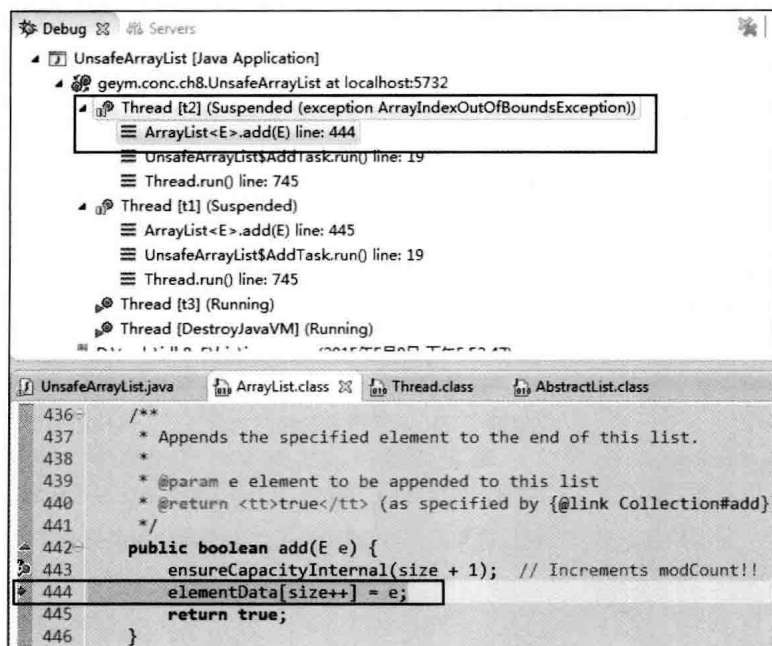 Debug Servers
UnsafeArrayList [Java Application]
geym.conc.ch8.UnsafeArrayList at localhost:5732
Thread [t2] (Suspended (exception ArrayIndexOutOfBoundsException))
ArrayList<E>.add(E) line: 444
UnsafeArrayList$AddTask.run() line: 19
Thread.run() line: 745
Thread [t1] (Suspended)
ArrayList<E>.add(E) line: 445
UnsafeArrayList$AddTask.run() line: 19
Thread.run() line: 745
Thread [t3] (Running)
Thread [DestroyJavaVM] (Running)
UnsafeArrayList.java ArrayList.class Thread.class AbstractList.class
436 /**
437 * Appends the specified element to the end of this list.
438 *
439 * @param e element to be appended to this list
440 * @return <tt>true</tt> (as specified by {@link Collection#add}
441 */
442 public boolean add(E e) {
443 ensureCapacityInternal(size + 1); // Increments modCount!!
444 elementData[size++] = e;
445 return true;
446 }